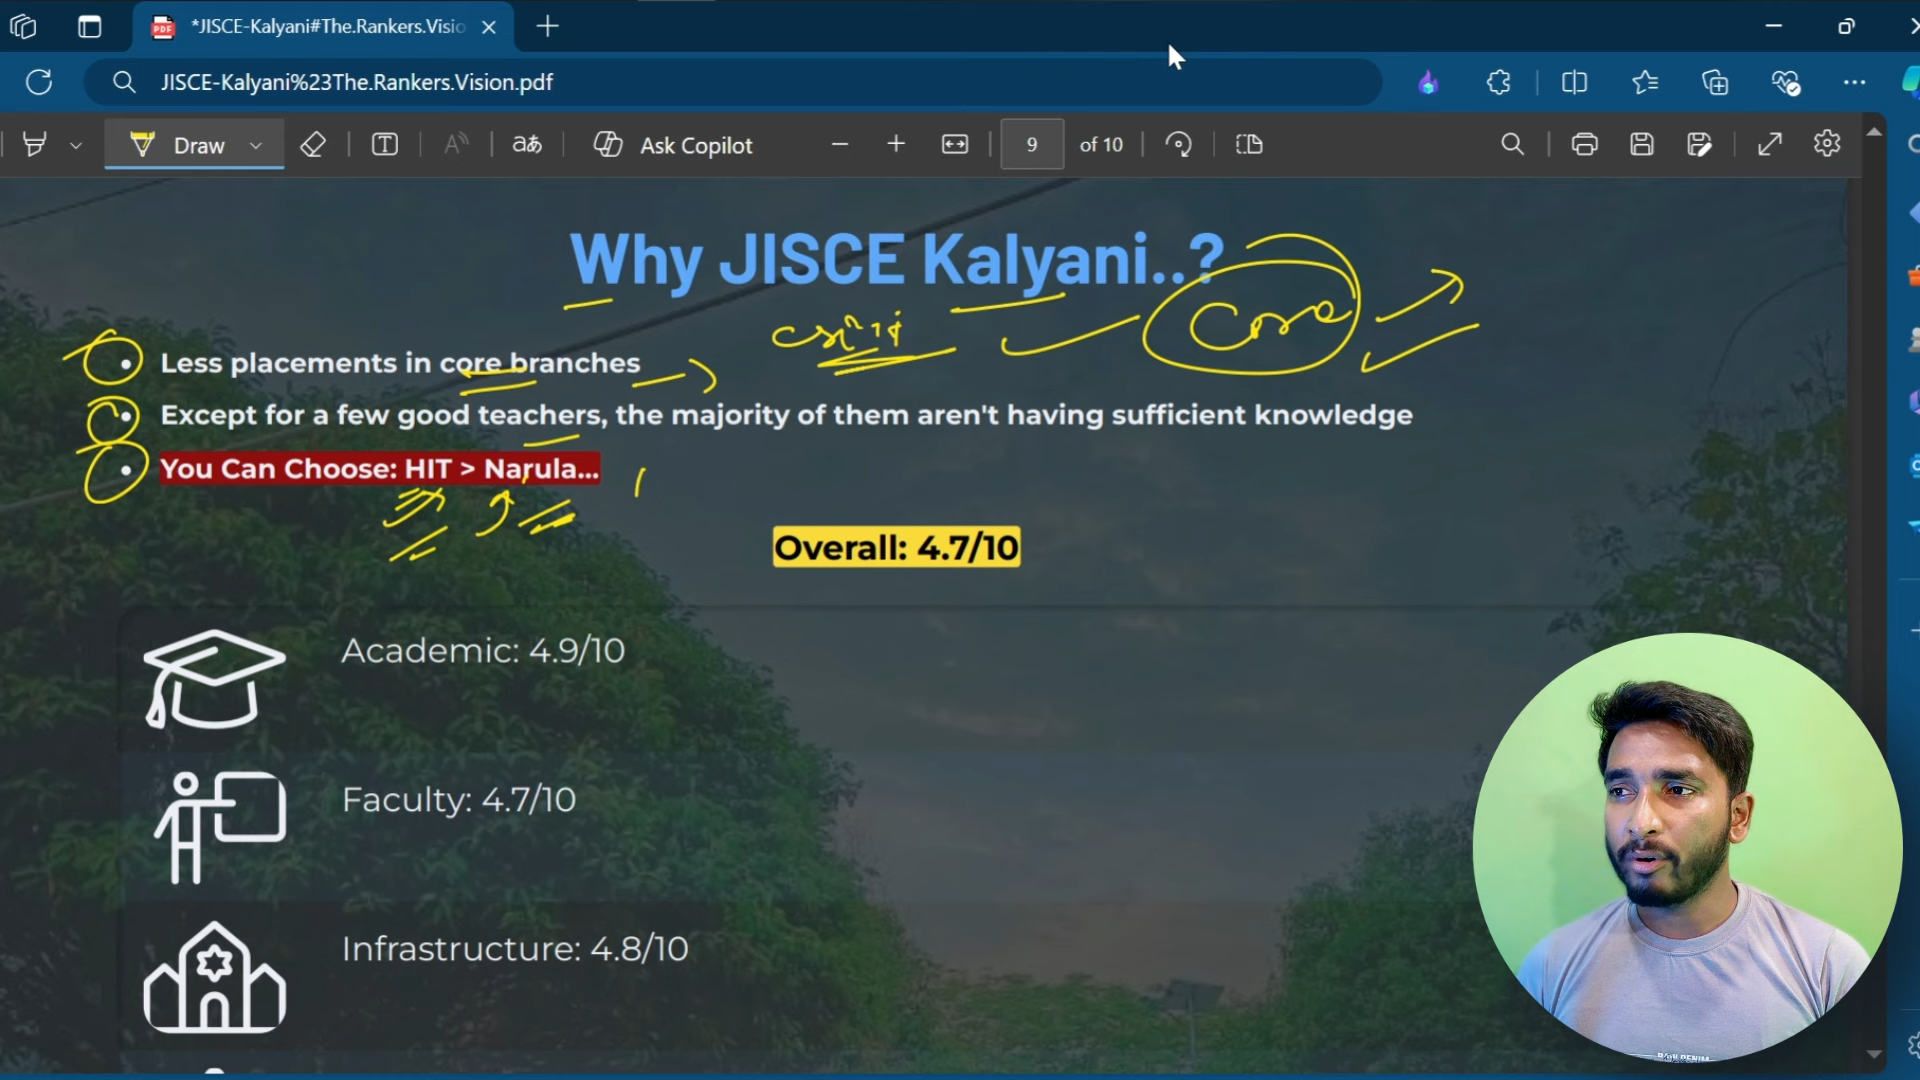 *JISCE-Kalyani#The.Rankers.Visio
JISCE-Kalyani%23The.Rankers.Vision.pdf
Draw
T
aあ
Ask Copilot
9 of 10
Why JISCE Kalyani..?
Core
Less placements in core branches
Except for a few good teachers, the majority of them aren't having sufficient knowledge
You Can Choose: HIT > Narula...
Overall: 4.7/10
Academic: 4.9/10
Faculty: 4.7/10
Infrastructure: 4.8/10